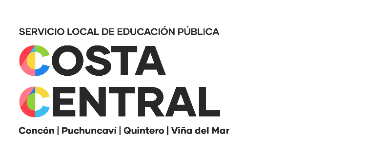 SERVICIO LOCAL DE EDUCACIÓN PÚBLICA
COSTA
CENTRAL
Concón | Puchuncaví | Quintero | Viña del Mar